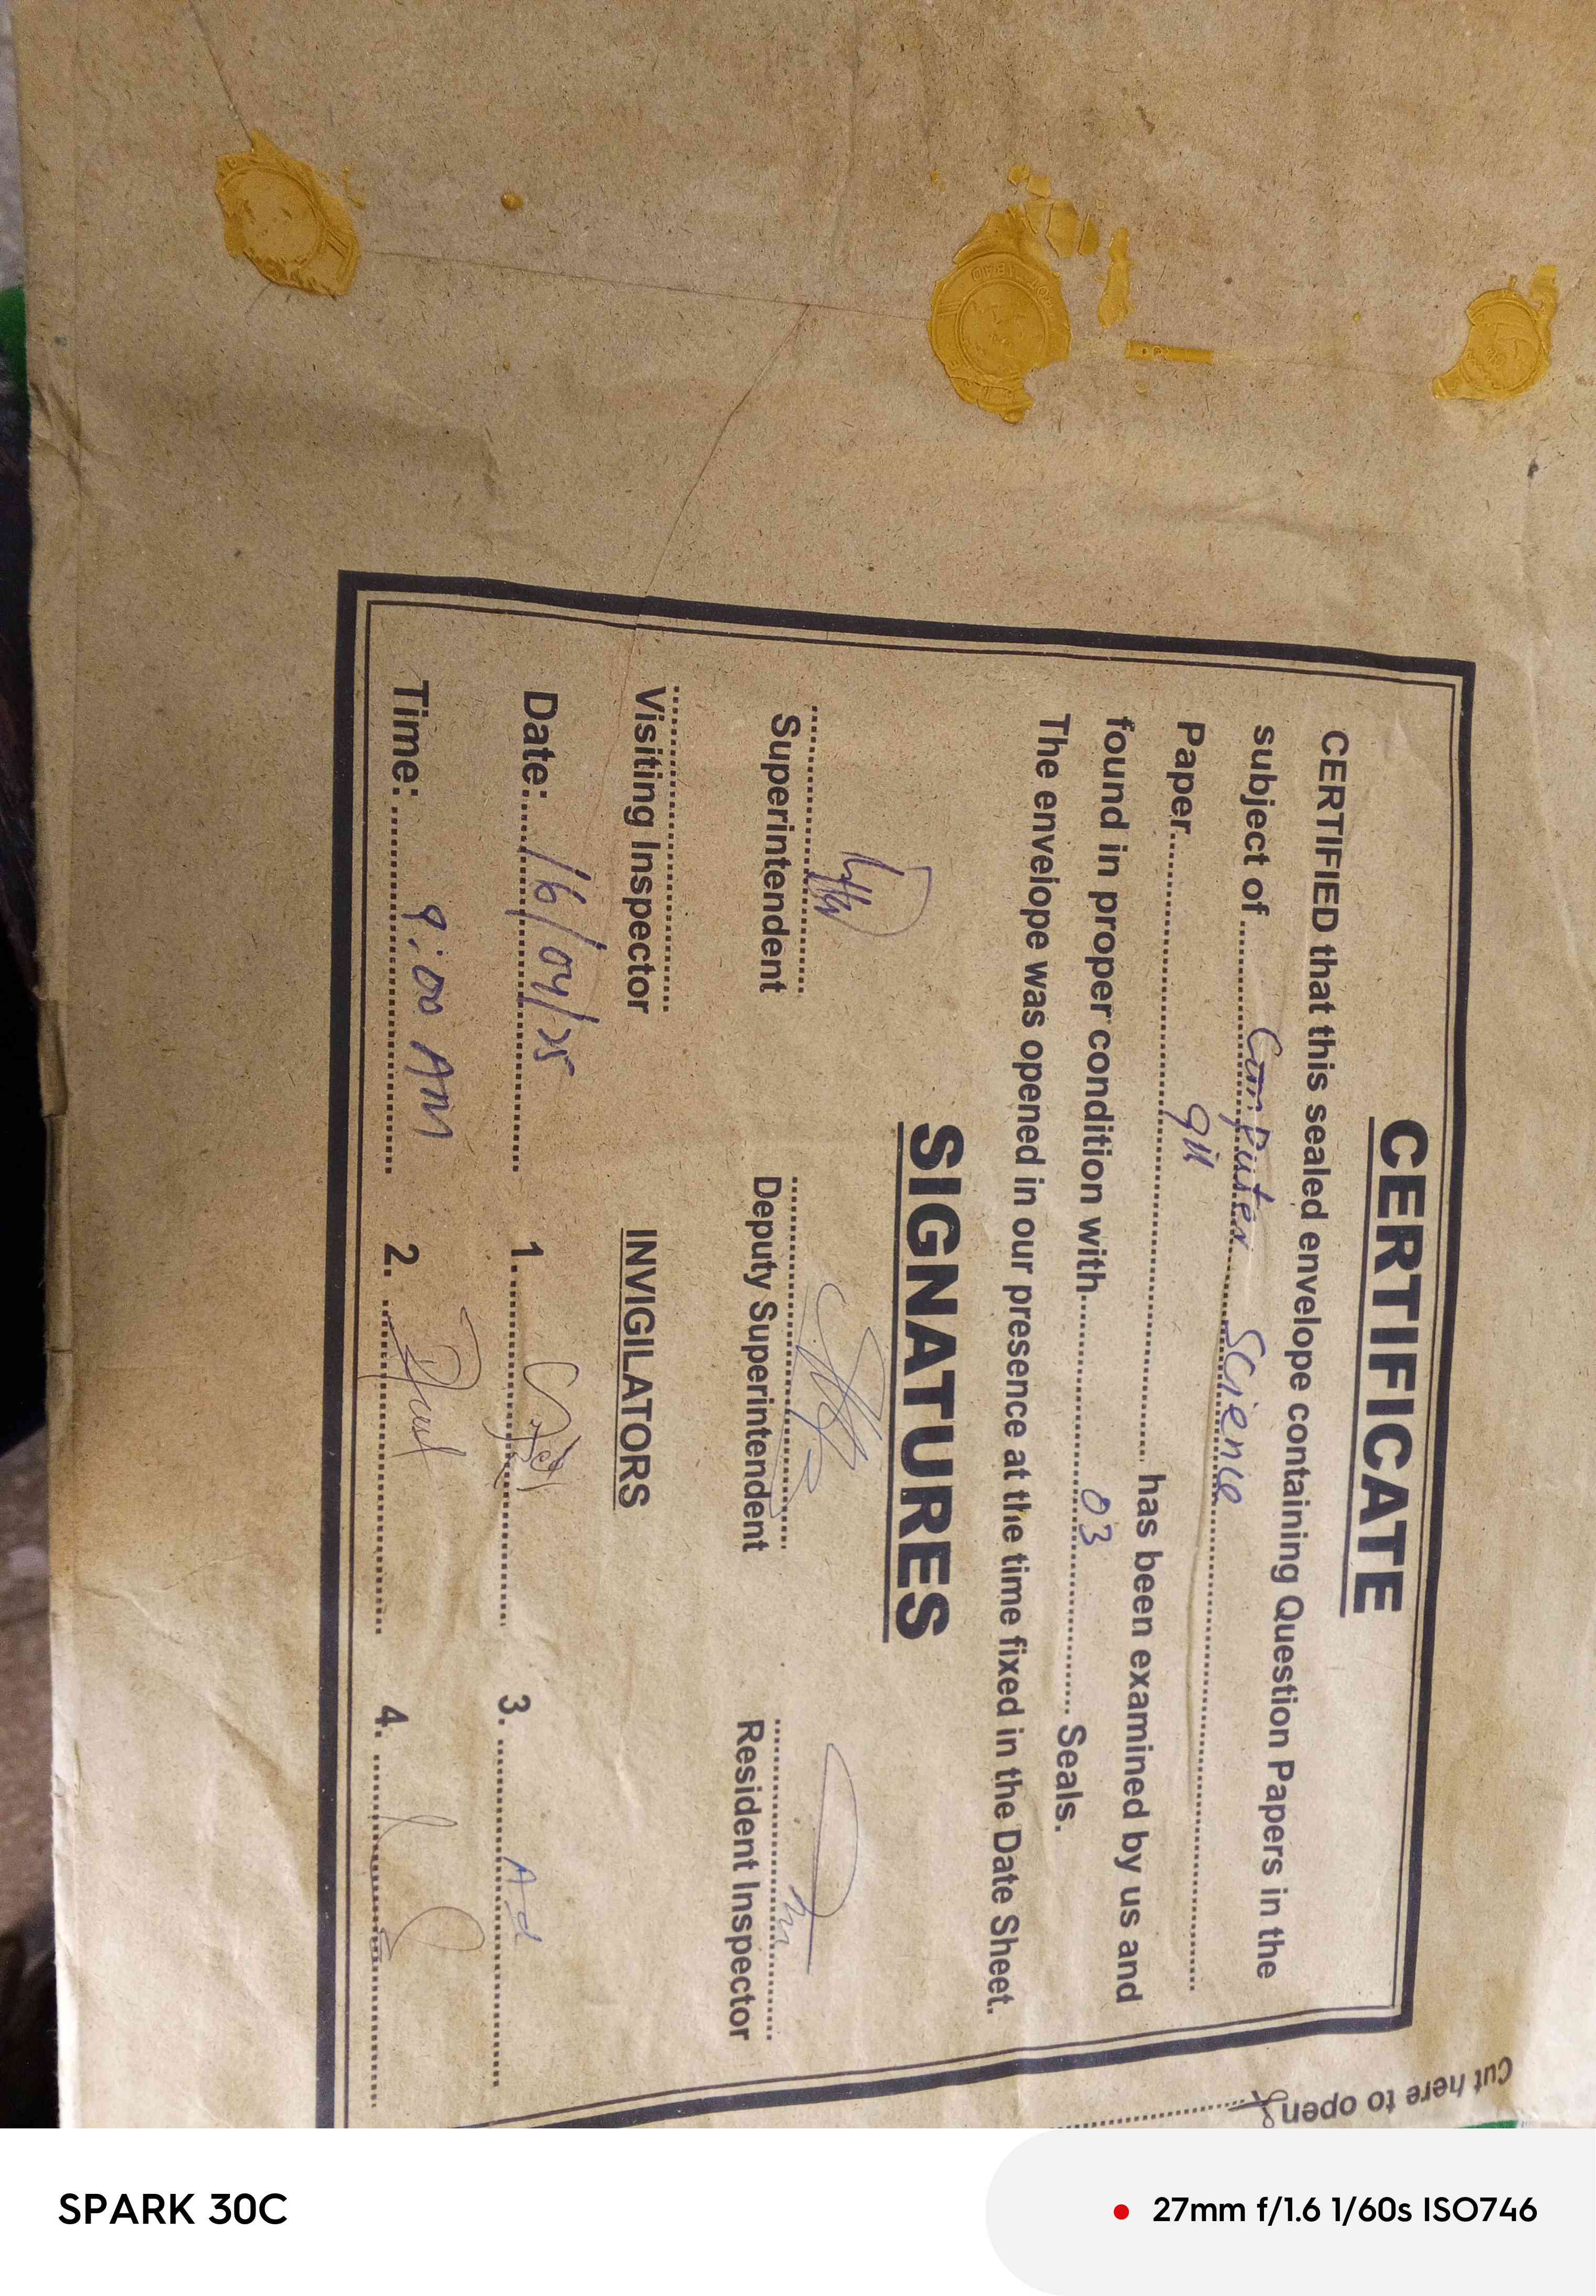 CERTIFICATE
CERTIFIED that this sealed envelope containing Question Papers in the
subject of Computer Science
Paper has been examined by us and
found in proper condition with 03 Seals.
The envelope was opened in our presence at the time fixed in the Date Sheet.
SIGNATURES
Superintendent Deputy Superintendent Resident Inspector
Visiting Inspector INVIGILATORS
Date: 16/04/25 1. 3.
Time: 9:00 AM 2. 4.
Cut here to open
SPARK 30C
27mm f/1.6 1/60s ISO746